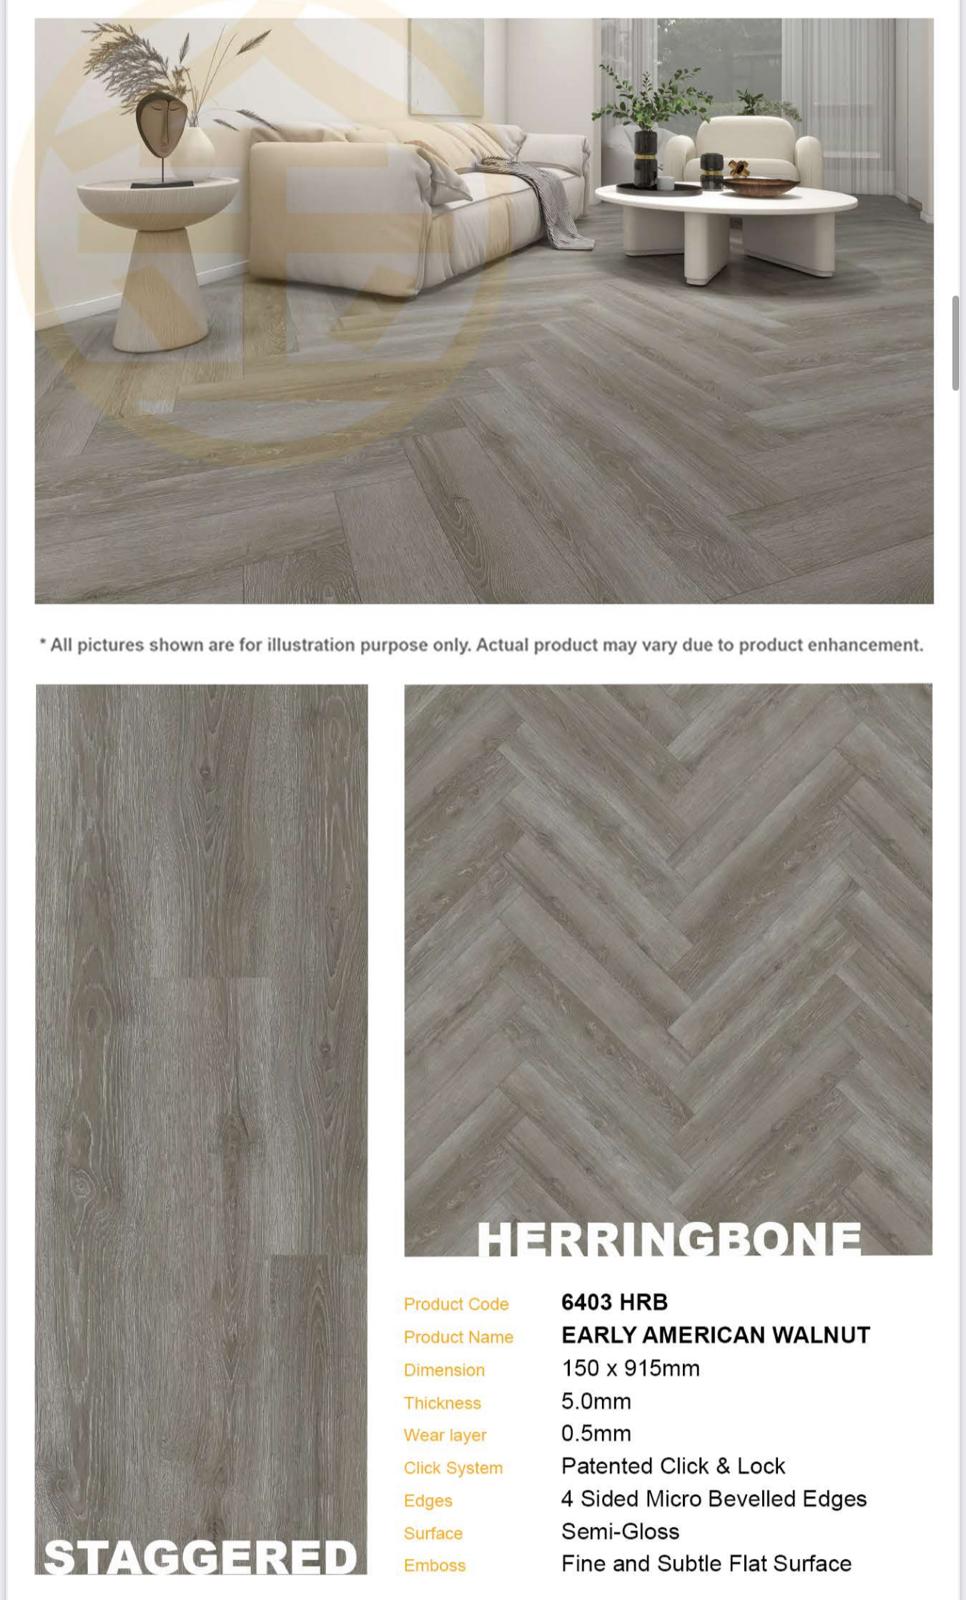 * All pictures shown are for illustration purpose only. Actual product may vary due to product enhancement.
HERRINGBONE
Product Code 6403 HRB
Product Name EARLY AMERICAN WALNUT
Dimension 150 x 915mm
Thickness 5.0mm
Wear layer 0.5mm
Click System Patented Click & Lock
Edges 4 Sided Micro Bevelled Edges
Surface Semi-Gloss
Emboss Fine and Subtle Flat Surface
STAGGERED